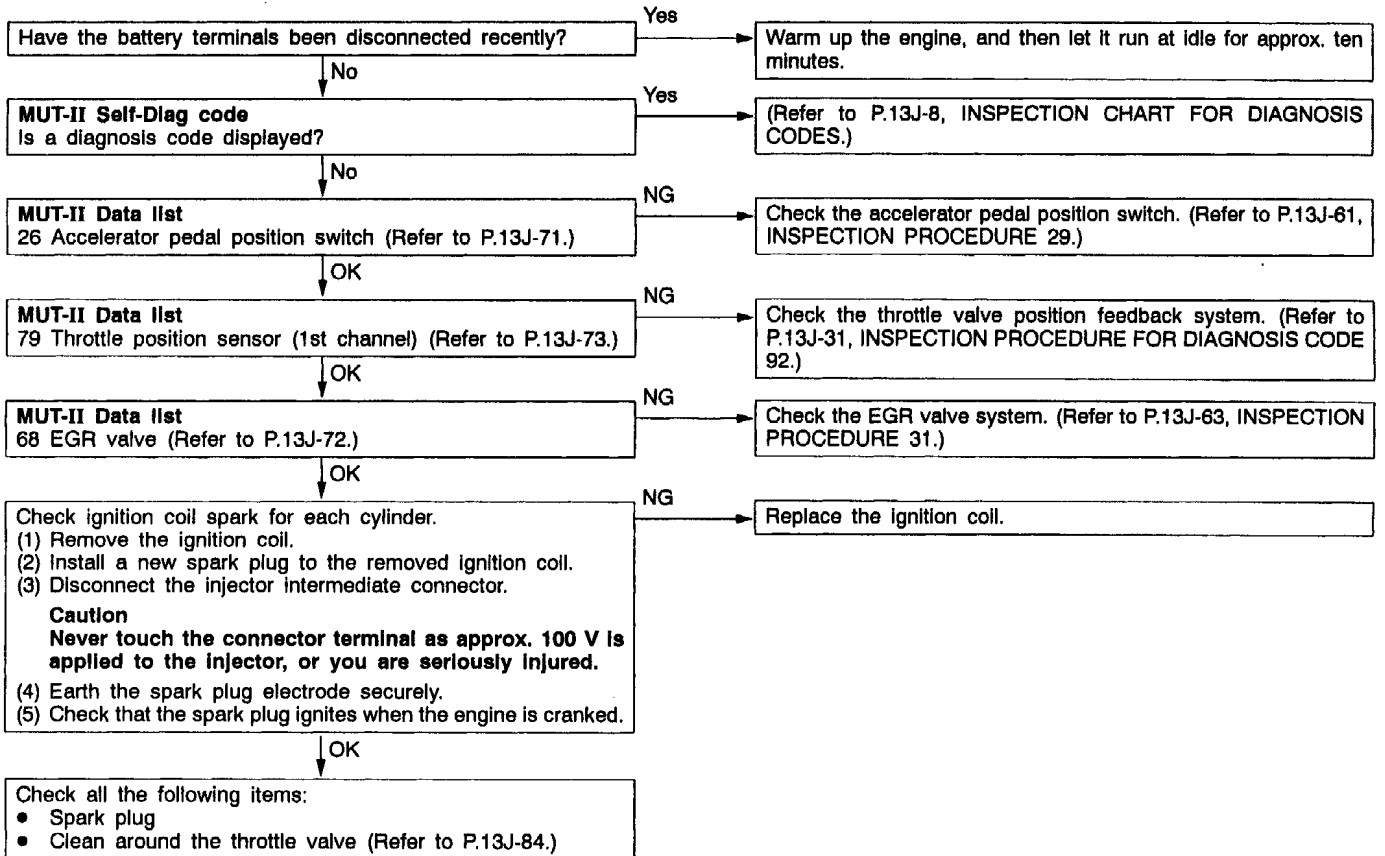 Have the battery terminals been disconnected recently?
Yes
Warm up the engine, and then let it run at idle for approx. ten
minutes.
No
MUT-II Self-Diag code
Is a diagnosis code displayed?
Yes
(Refer to P.13J-8, INSPECTION CHART FOR DIAGNOSIS
CODES.)
No
MUT-II Data list
26 Accelerator pedal position switch (Refer to P.13J-71.)
NG
Check the accelerator pedal position switch. (Refer to P.13J-61,
INSPECTION PROCEDURE 29.)
OK
MUT-II Data list
79 Throttle position sensor (1st channel) (Refer to P.13J-73.)
NG
Check the throttle valve position feedback system. (Refer to
P.13J-31, INSPECTION PROCEDURE FOR DIAGNOSIS CODE
92.)
OK
MUT-II Data list
68 EGR valve (Refer to P.13J-72.)
NG
Check the EGR valve system. (Refer to P.13J-63, INSPECTION
PROCEDURE 31.)
OK
Check ignition coil spark for each cylinder.
(1) Remove the ignition coil.
(2) Install a new spark plug to the removed ignition coil.
(3) Disconnect the injector intermediate connector.
Caution
Never touch the connector terminal as approx. 100 V is
applied to the injector, or you are seriously injured.
(4) Earth the spark plug electrode securely.
(5) Check that the spark plug ignites when the engine is cranked.
NG
Replace the ignition coil.
OK
Check all the following items:
• Spark plug
• Clean around the throttle valve (Refer to P.13J-84.)